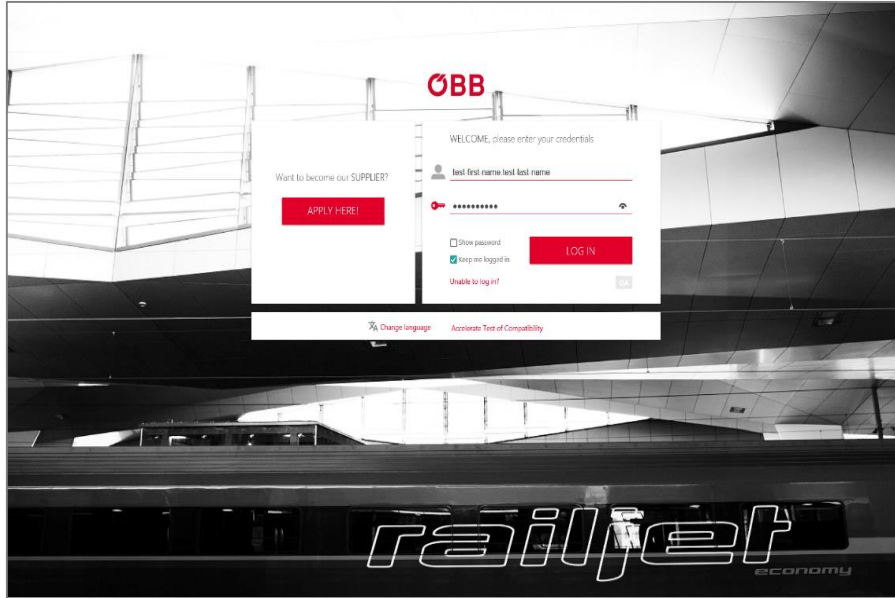 ÖBB
WELCOME, please enter your credentials
Want to become our SUPPLIER?
APPLY HERE!
test-first-name.test-last-name
Show password
Keep me logged in
LOG IN
Unable to log in?
QA
Change language
Accelerate Test of Compatibility
railjet
economy